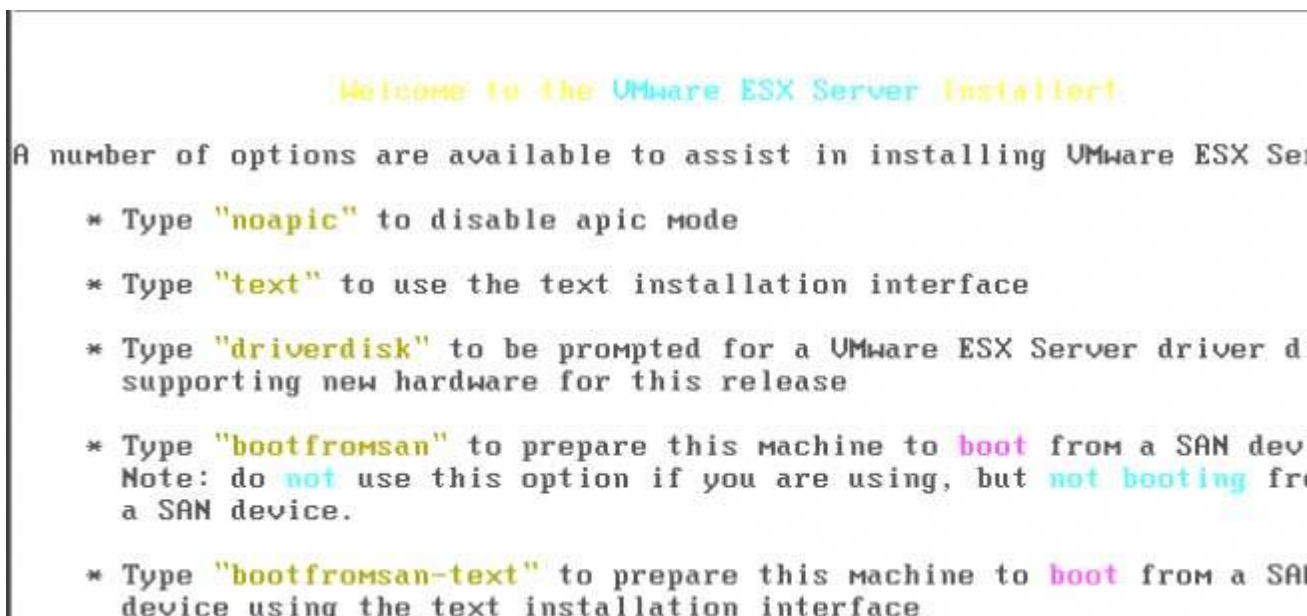 Welcome to the VMware ESX Server Installer!
A number of options are available to assist in installing VMware ESX Ser
* Type "noapic" to disable apic mode
* Type "text" to use the text installation interface
* Type "driverdisk" to be prompted for a VMware ESX Server driver d
supporting new hardware for this release
* Type "bootfromsan" to prepare this machine to boot from a SAN dev
Note: do not use this option if you are using, but not booting fro
a SAN device.
* Type "bootfromsan-text" to prepare this machine to boot from a SAN
device using the text installation interface